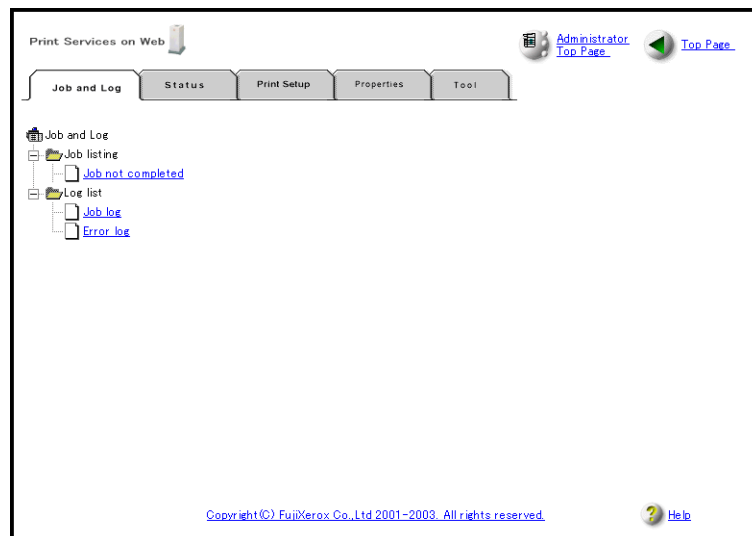 Print Services on Web
Administrator
Top Page
Top Page
Job and Log
Status
Print Setup
Properties
Tool
Job and Log
Job listing
Job not completed
Log list
Job log
Error log
Copyright(C) FujiXerox Co.,Ltd 2001-2003. All rights reserved.
Help